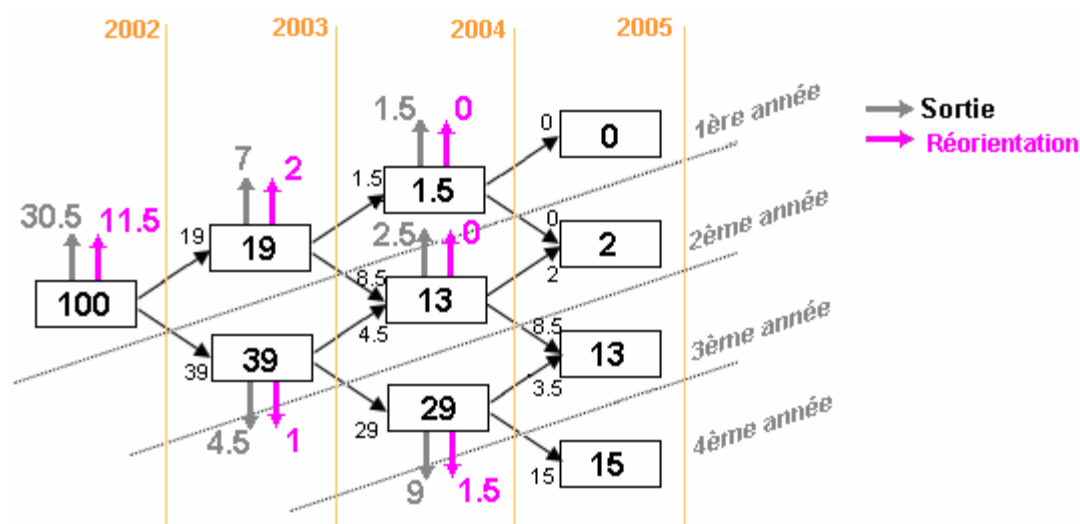 2002 2003 2004 2005
1.5 0
0 0
1ère année
Sortie
Réorientation
7 2
1.5 1.5
30.5 11.5
19 19
2.5 0
0 2
2
2ème année
100
8.5 13
4.5
39 39
8.5 13
3.5
3ème année
4.5 1
29 29
15 15
4ème année
9 1.5